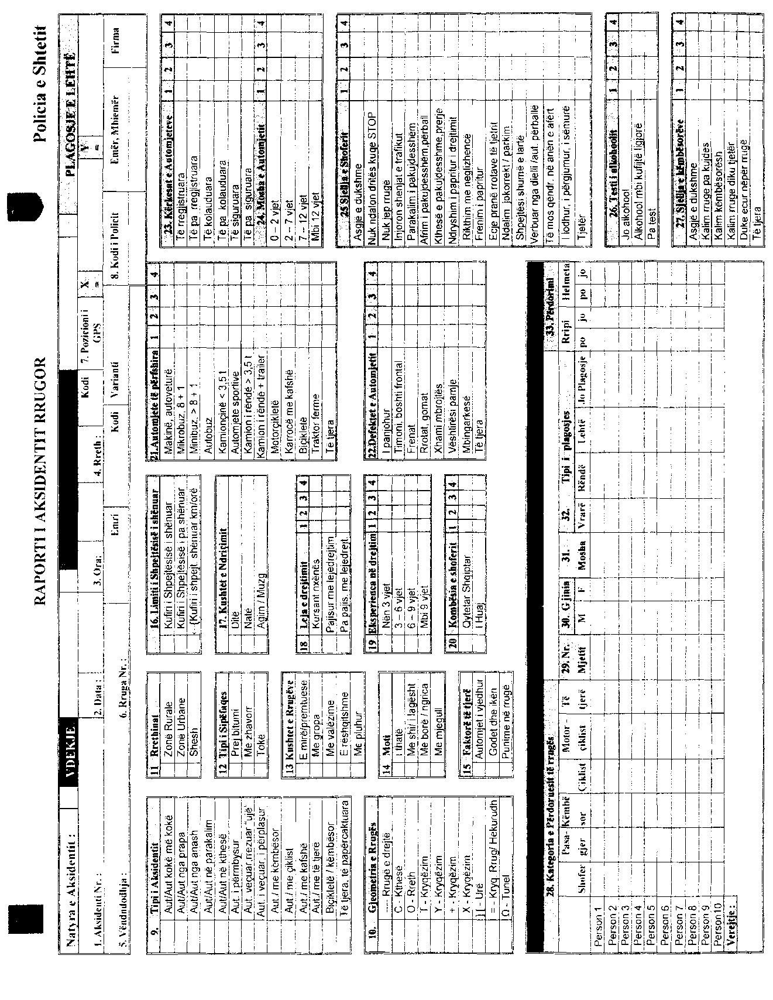 RAPORTI I AKSIDENTIT RRUGOR
Policia e Shtetit
Natyra e Aksidentit :
VDEKJE
PLAGOSJE E LEHTË
1. Aksidenti Nr. :
2. Data :
3. Ora:
4. Rreth :
Kodi
7. Pozicioni i GPS
X =
Y =
5. Vëndndodhja :
6. Rruga Nr. :
Emri
Kodi
Varianti
8. Kodi i Policit
Emër, Mbiemër
Firma
9. Tipi i Aksidentit
Aut/Aut kokë më kokë
Aut/Aut nga prapa
Aut/Aut nga anash
Aut/Aut në parakalim
Aut/Aut në kthesë
Aut. i përmbysur
Aut. veçuar,rrezuar "ujë"
Aut. i veçuar, i përplasur
Aut./ me këmbësor
Aut./ me çiklist
Aut./ me kafshë
Aut./ me të tjerë
Biçikletë / këmbësor
Të tjera, të papërcaktuara
10. Gjeometria e Rrugës
---- Rrugë e drejtë
C - Kthesë
O - Rreth
T - Kryqëzim
Y - Kryqëzim
+ - Kryqëzim
X - Kryqëzim
][ - Urë
= - Kryq. Rrug/ Hekurudh
Ω - Tunel
11 Rrethinat
Zonë Rurale
Zonë Urbane
Shesh
12 Tipi i Sipëfaqes
Prej bitumi
Me zhavorr
Tokë
13 Kushtet e Rrugëve
E mirë/premtuese
Me gropa
Me valëzime
E rrëshqitshme
Me pluhur
14 Moti
I thatë
Me shi/ i lagësht
Me borë / ngrica
Me mjegull
15 Faktorë të tjerë
Automjet i vjedhur
Godet dhe ikën
Punime në rrugë
16. Limiti i Shpejtësisë i shënuar
Kufiri i Shpejtësisë i shënuar
Kufiri i Shpejtësisë i pa shënuar
(Kufiri i shpejt. shënuar km/orë
17. Kushtet e Ndriçimit
Ditë
Natë
Agim / Muzg
18 Leja e drejtimit 1 2 3 4
Kursant nxënës
Pajisur me lejedrejtim
Pa pajis. me lejedrejt.
19 Eksperienca në drejtim 1 2 3 4
Nën 3 vjet
3 – 6 vjet
6 – 9 vjet
Mbi 9 vjet
20 Kombësia e shoferit 1 2 3 4
Qytetar Shqiptar
I Huaj
21.Automjete të përfshira 1 2 3 4
Makinë, autoveturë
Mikrobuz 8 + 1
Minibuz > 8 + 1
Autobuz
Kamionçinë < 3,5 t
Automjete sportive
Kamion i rëndë > 3,5 t
Kamion i rëndë + trailer
Motorçikletë
Karrocë me kafshë
Biçikletë
Traktor ferme
Të tjera
22.Defektet e Automjetit 1 2 3 4
I panjohur
Timoni, boshti frontal
Frenat
Rrotat, gomat
Xhami mbrojtës
Vështirësi pamje
Mbingarkesë
Të tjera
23. Kërkesat e Automjeteve 1 2 3 4
Të rregjistruara
Të pa rregjistruara
Të kolauduara
Të pa kolauduara
Të siguruara
Të pa siguruara
24. Mosha e Automjetit 1 2 3 4
0 – 2 vjet
2 – 7 vjet
7 – 12 vjet
Mbi 12 vjet
25 Sjellja e Shoferit 1 2 3 4
Asgjë e dukshme
Nuk ndalon dritës kuqe STOP
Nuk jep rrugë
Injoron shenjat e trafikut
Parakalim i pakujdesshëm
Afrim i pakujdesshëm,përball
Kthesë e pakujdesshme,prerje
Ndryshim i papritur i drejtimit
Rikthim me neglizhencë
Frenim i papritur
Ecje pranë rrotave të tjetrit
Ndalim jokorrekt / parkim
Shpejtësi shumë e lartë
Verbuar nga dielli /aut. përballë
Të mos qëndr. në anën e afërt
I lodhur, i përgjumur, i sëmurë
Tjetër
26. Testi i alkohoolit 1 2 3 4
Jo alkohool
Alkohool mbi kufijtë ligjorë
Pa test
27. Sjellja e këmbësorëve 1 2 3 4
Asgjë e dukshme
Kalim rruge pa kujdes
Kalim këmbësorësh
Kalim rruge diku tjetër
Duke ecur nëpër rrugë
Të tjera
28. Kategoria e Përdoruesit të rrugës
Shofer
Pasa- gjer
Këmbë sor
Çiklist
Motor - çiklist
Të tjerë
29. Nr. Mjetit
30. Gjinia
M F
31. Mosha
32. Tipi i plagosjes
Vrarë Rëndë Lehtë Jo Plagosje
33. Përdorimi
Rripi Helmeta
po jo po jo
Person 1
Person 2
Person 3
Person 4
Person 5
Person 6
Person 7
Person 8
Person 9
Person10
Verejtje :